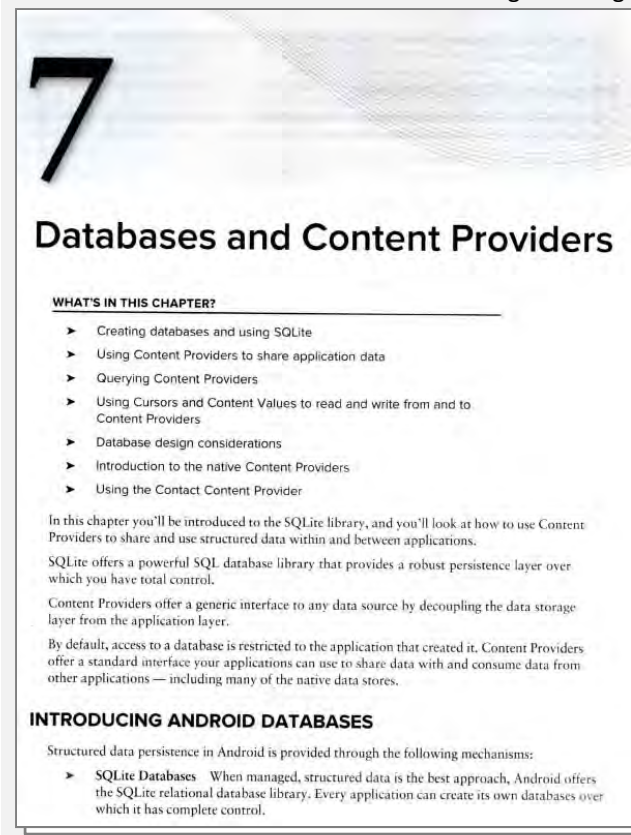 7
Databases and Content Providers
WHAT'S IN THIS CHAPTER?
➤ Creating databases and using SQLite
➤ Using Content Providers to share application data
➤ Querying Content Providers
➤ Using Cursors and Content Values to read and write from and to
Content Providers
➤ Database design considerations
➤ Introduction to the native Content Providers
➤ Using the Contact Content Provider
In this chapter you'll be introduced to the SQLite library, and you'll look at how to use Content
Providers to share and use structured data within and between applications.
SQLite offers a powerful SQL database library that provides a robust persistence layer over
which you have total control.
Content Providers offer a generic interface to any data source by decoupling the data storage
layer from the application layer.
By default, access to a database is restricted to the application that created it. Content Providers
offer a standard interface your applications can use to share data with and consume data from
other applications — including many of the native data stores.
INTRODUCING ANDROID DATABASES
Structured data persistence in Android is provided through the following mechanisms:
➤ SQLite Databases When managed, structured data is the best approach, Android offers
the SQLite relational database library. Every application can create its own databases over
which it has complete control.